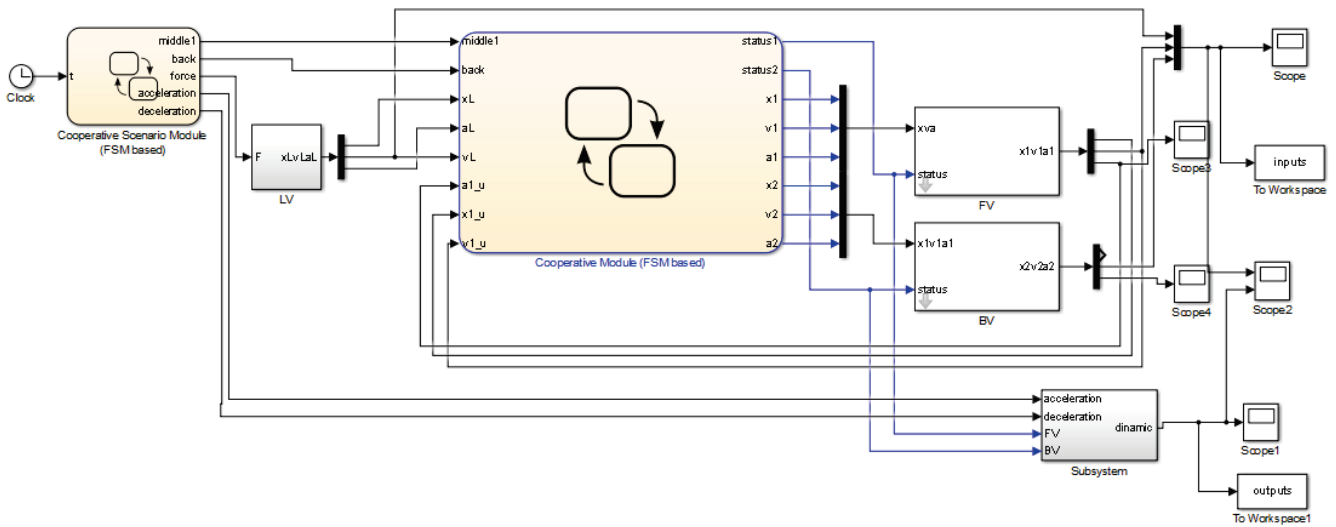 Clock
t
middle1
back
force
acceleration
deceleration
Cooperative Scenario Module
(FSM based)
F
xLvLaL
LV
middle1
back
xL
aL
vL
a1_u
x1_u
v1_u
status1
status2
x1
v1
a1
x2
v2
a2
Cooperative Module (FSM based)
xva
status
x1v1a1
FV
x1v1a1
status
x2v2a2
BV
Scope
Scope3
inputs
To Workspace
Scope4
Scope2
acceleration
deceleration
FV
BV
dinamic
Subsystem
Scope1
outputs
To Workspace1